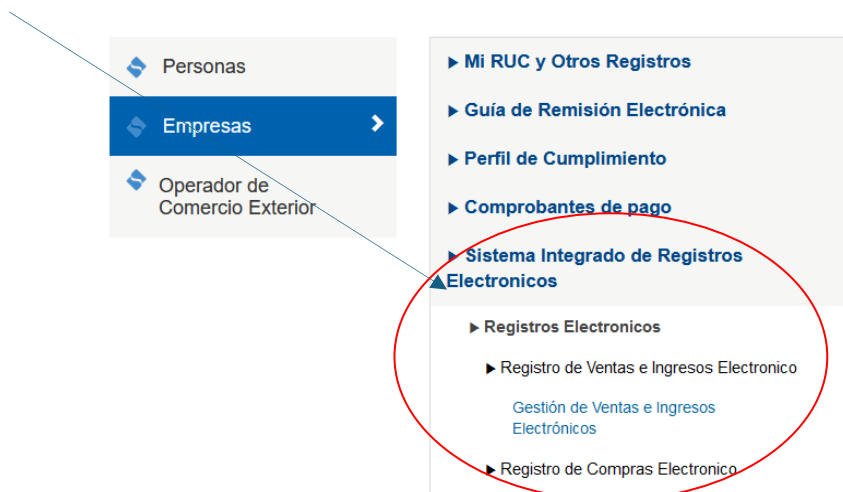 Personas
Empresas
Operador de
Comercio Exterior
Mi RUC y Otros Registros
Guía de Remisión Electrónica
Perfil de Cumplimiento
Comprobantes de pago
Sistema Integrado de Registros
Electronicos
Registros Electronicos
Registro de Ventas e Ingresos Electronico
Gestión de Ventas e Ingresos
Electrónicos
Registro de Compras Electronico